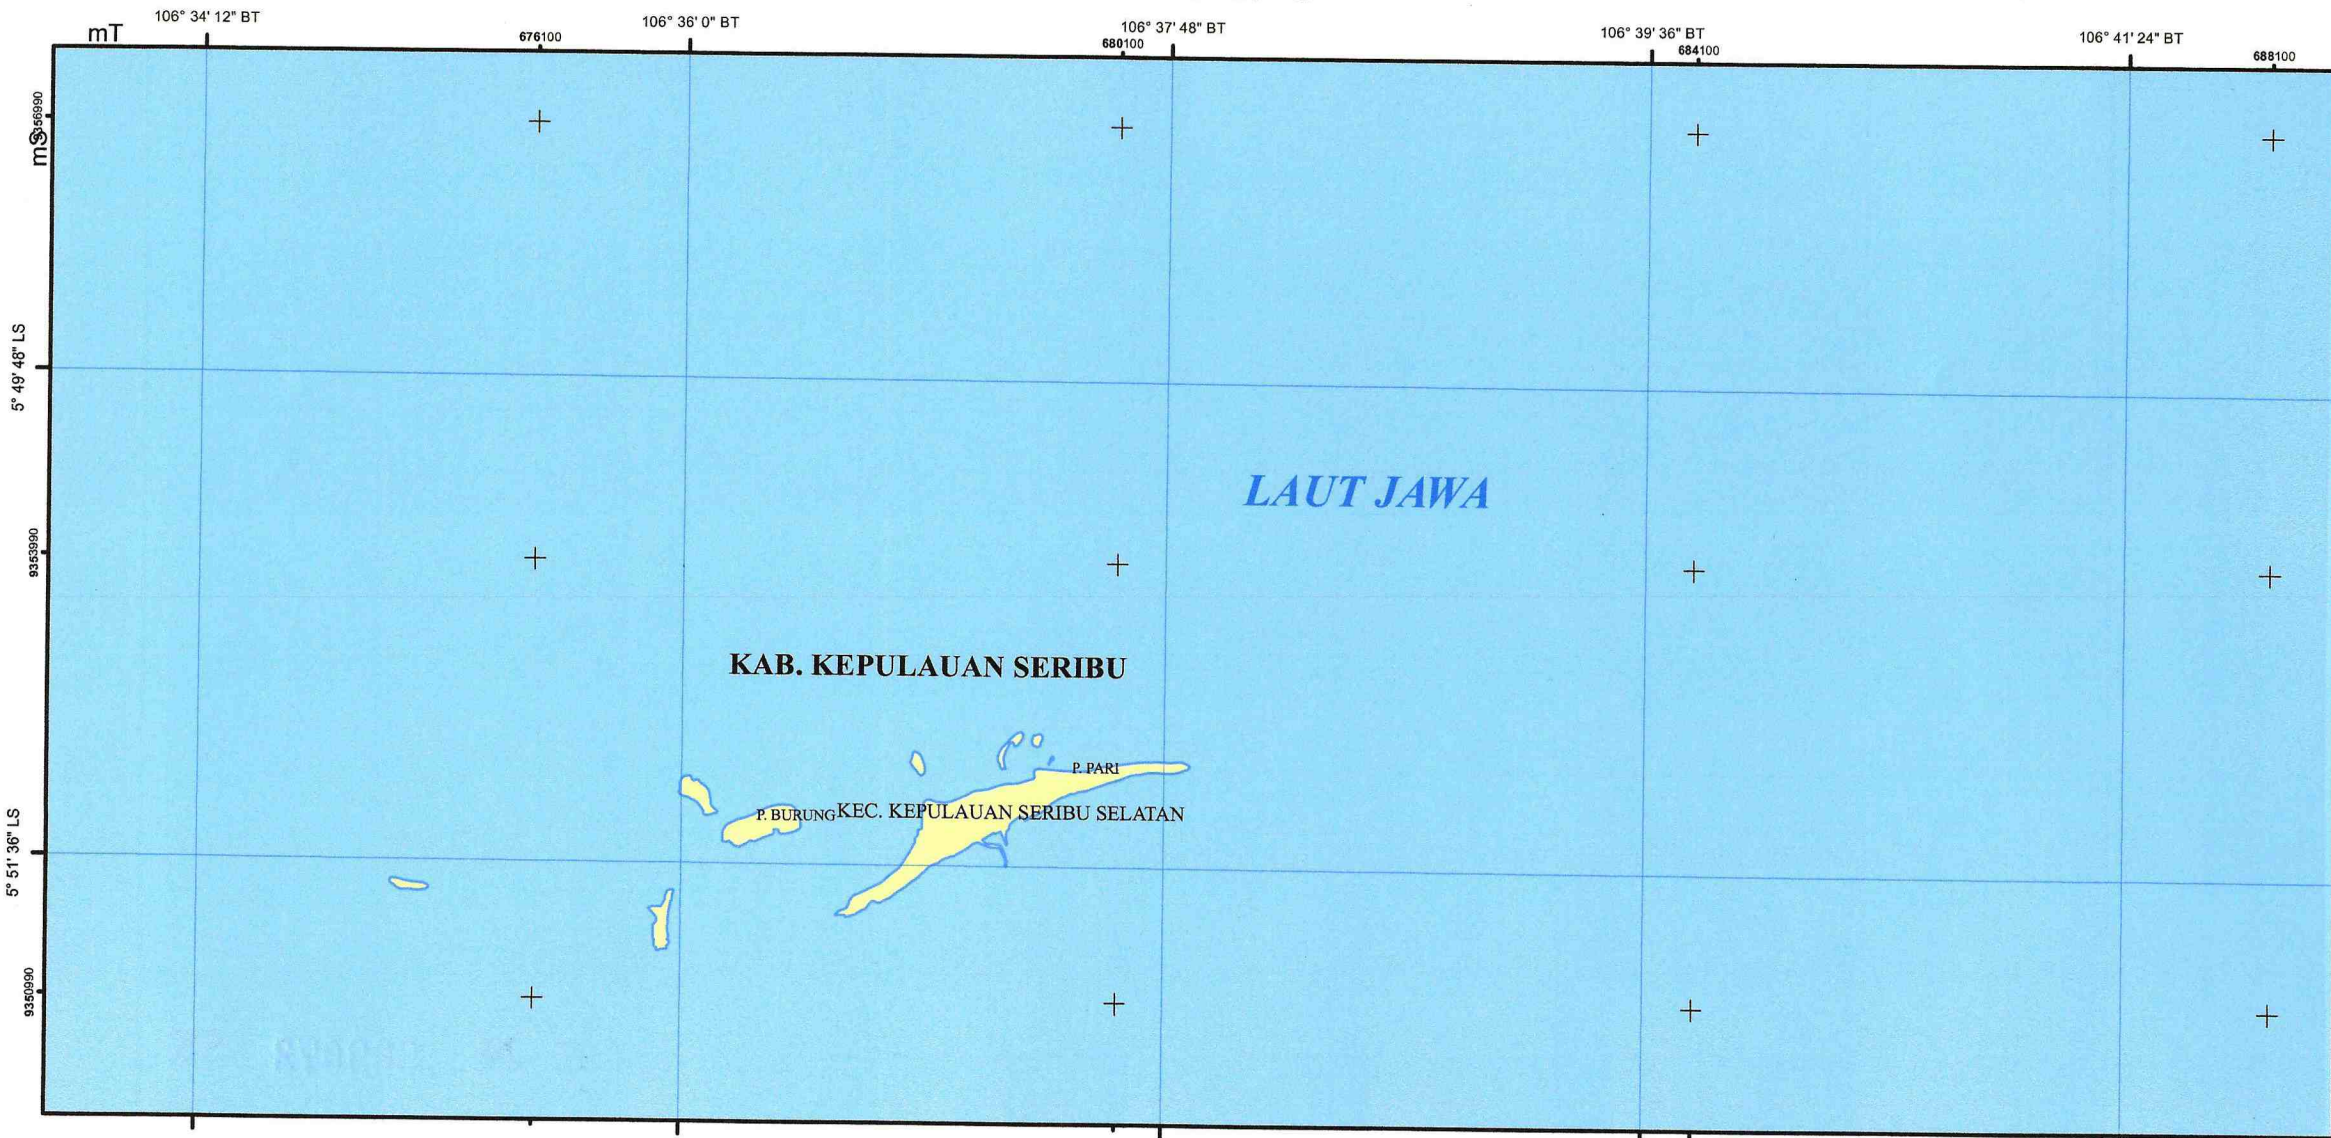 106° 34' 12" BT
106° 36' 0" BT
106° 37' 48" BT
106° 39' 36" BT
106° 41' 24" BT
mT
676100
680100
684100
688100
9356990
mS
5° 49' 48" LS
LAUT JAWA
9353990
KAB. KEPULAUAN SERIBU
P. PARI
P. BURUNG
KEC. KEPULAUAN SERIBU SELATAN
5° 51' 36" LS
9350990